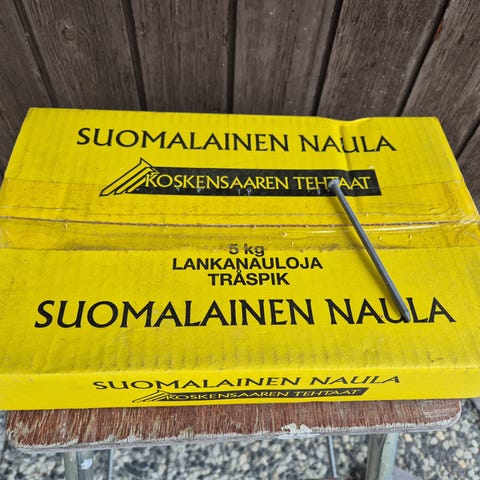 SUOMALAINEN NAULA
KOSKENSAAREN TEHTAAT
5 kg
LANKANAULOJA
TRÅSPIK
SUOMALAINEN NAULA
SUOMALAINEN NAULA
KOSKENSAAREN TEHTAAT